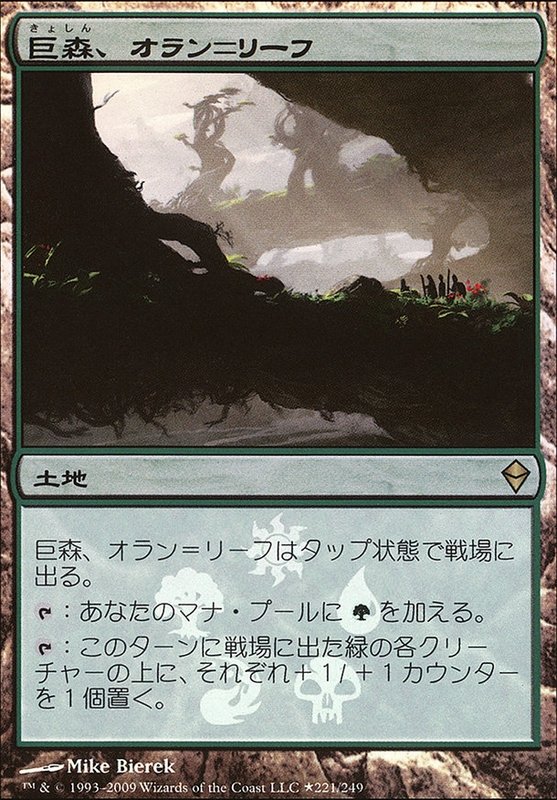 きょしん
巨森、オラン=リーフ
土地
巨森、オラン=リーフはタップ状態で戦場に
出る。
:あなたのマナ・プールに を加える。
:このターンに戦場に出た緑の各クリー
チャーの上に、それぞれ+1/+1カウンター
を1個置く。
Mike Bierek
™ & © 1993–2009 Wizards of the Coast LLC ★221/249